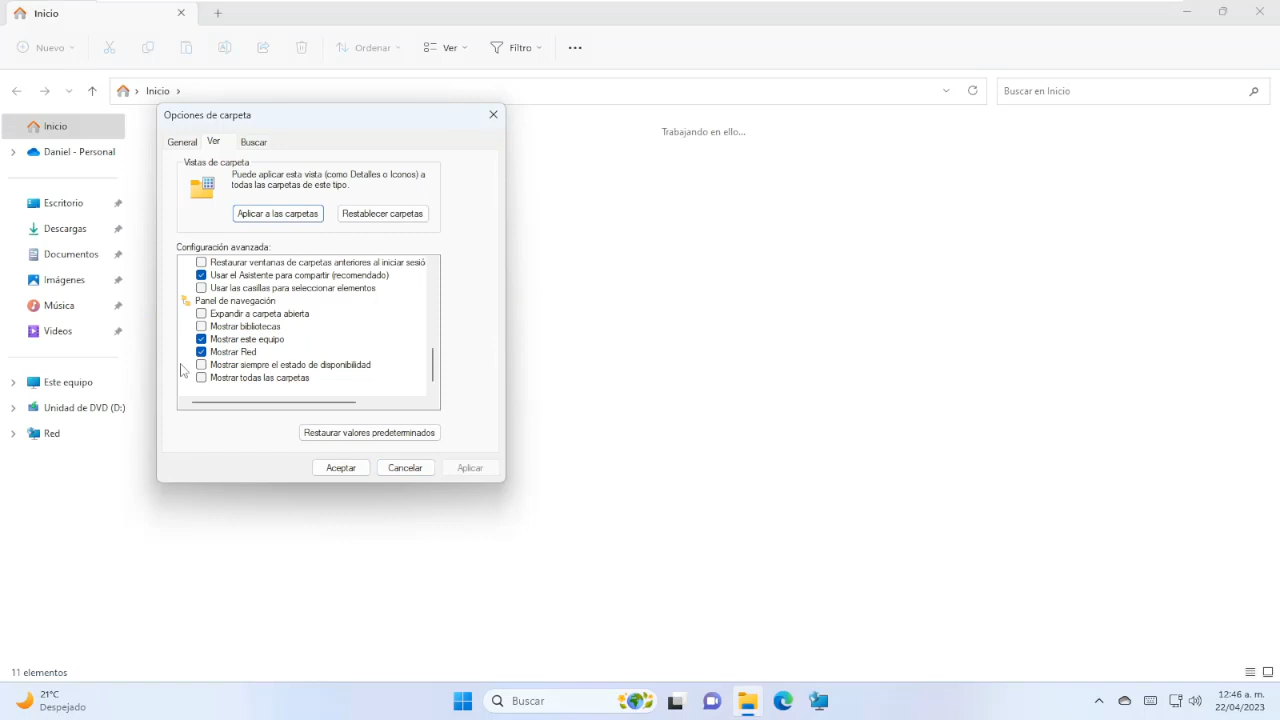 Inicio
Nuevo
Ordenar
Ver
Filtro
Inicio
Buscar en Inicio
Inicio
Daniel - Personal
Escritorio
Descargas
Documentos
Imágenes
Música
Videos
Este equipo
Unidad de DVD (D:)
Red
Trabajando en ello...
Opciones de carpeta
General
Ver
Buscar
Vistas de carpeta
Puede aplicar esta vista (como Detalles o Iconos) a
todas las carpetas de este tipo.
Aplicar a las carpetas
Restablecer carpetas
Configuración avanzada:
Restaurar ventanas de carpetas anteriores al iniciar sesió
Usar el Asistente para compartir (recomendado)
Usar las casillas para seleccionar elementos
Panel de navegación
Expandir a carpeta abierta
Mostrar bibliotecas
Mostrar este equipo
Mostrar Red
Mostrar siempre el estado de disponibilidad
Mostrar todas las carpetas
Restaurar valores predeterminados
Aceptar
Cancelar
Aplicar
11 elementos
21°C
Despejado
Buscar
12:46 a. m.
22/04/2023